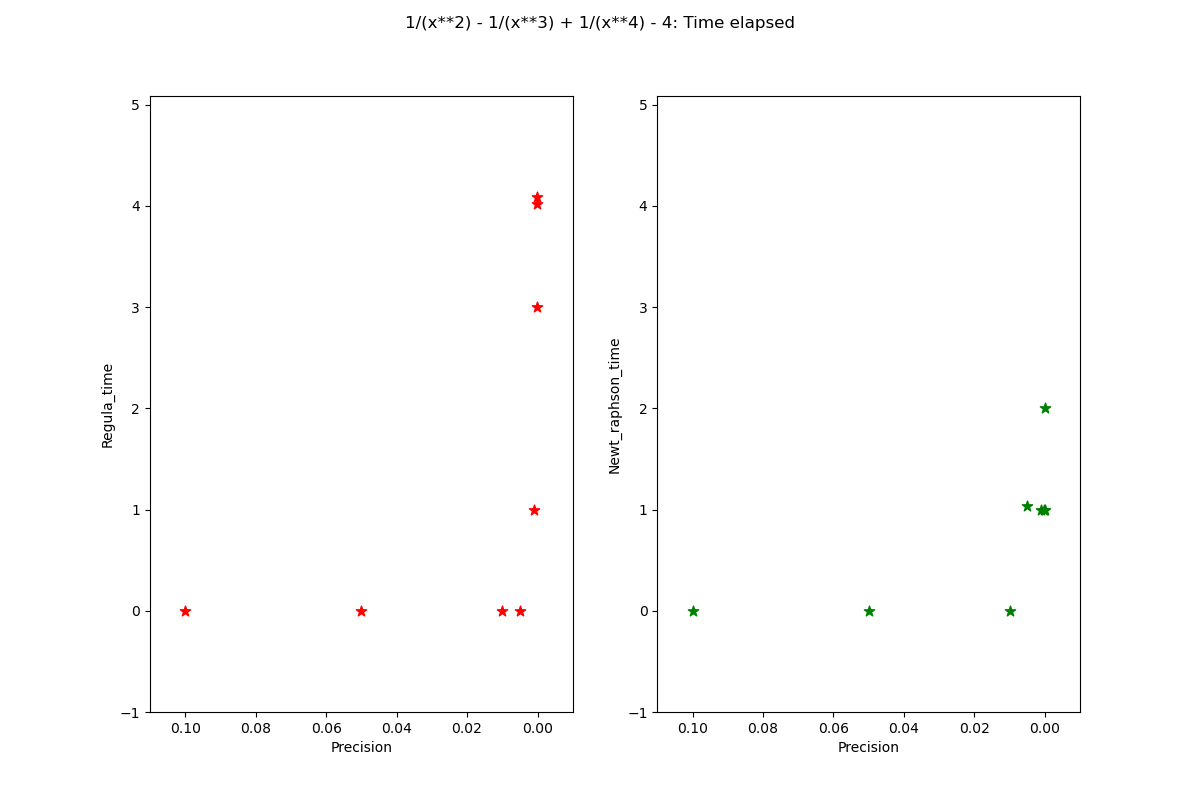 1/(x**2) - 1/(x**3) + 1/(x**4) - 4: Time elapsed
5
4
3
2
1
0
−1
Regula_time
0.10 0.08 0.06 0.04 0.02 0.00
Precision
5
4
3
2
1
0
−1
Newt_raphson_time
0.10 0.08 0.06 0.04 0.02 0.00
Precision